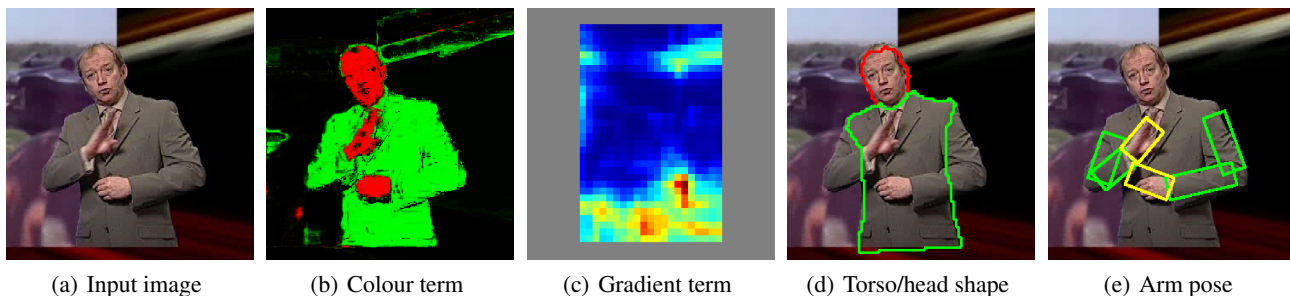 (a) Input image (b) Colour term (c) Gradient term (d) Torso/head shape (e) Arm pose